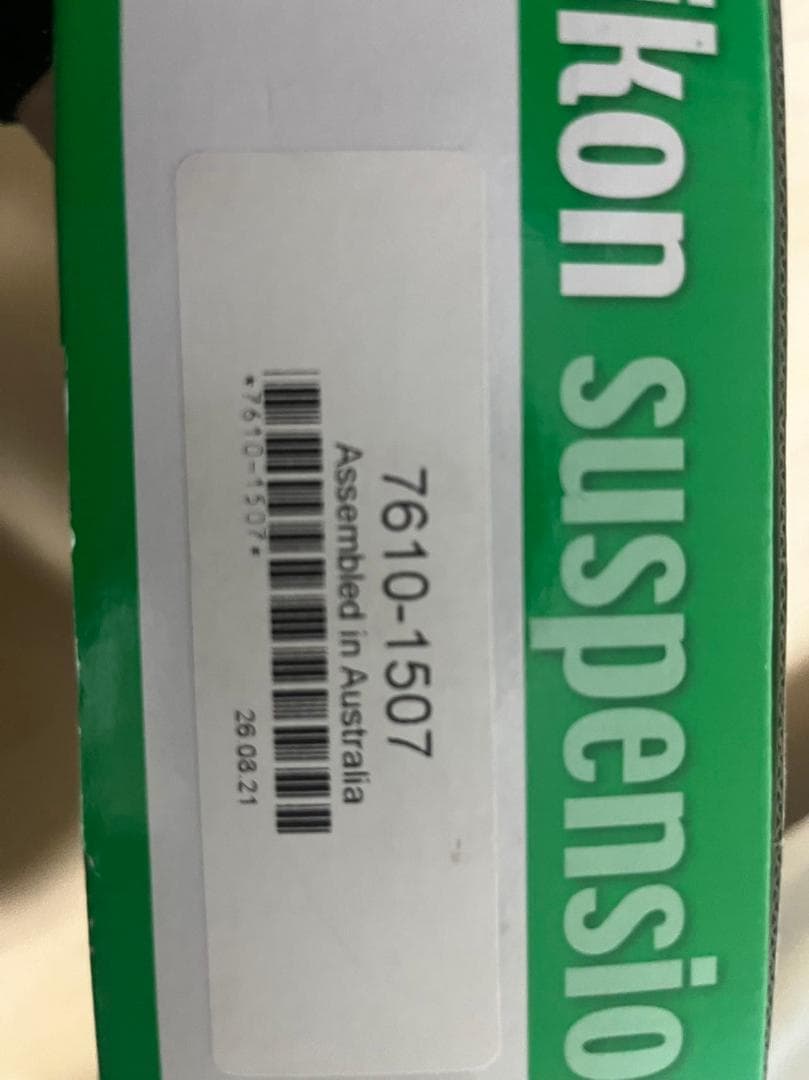 ikon suspensio
7610-1507
Assembled in Australia
*7610-1507*
26.08.21